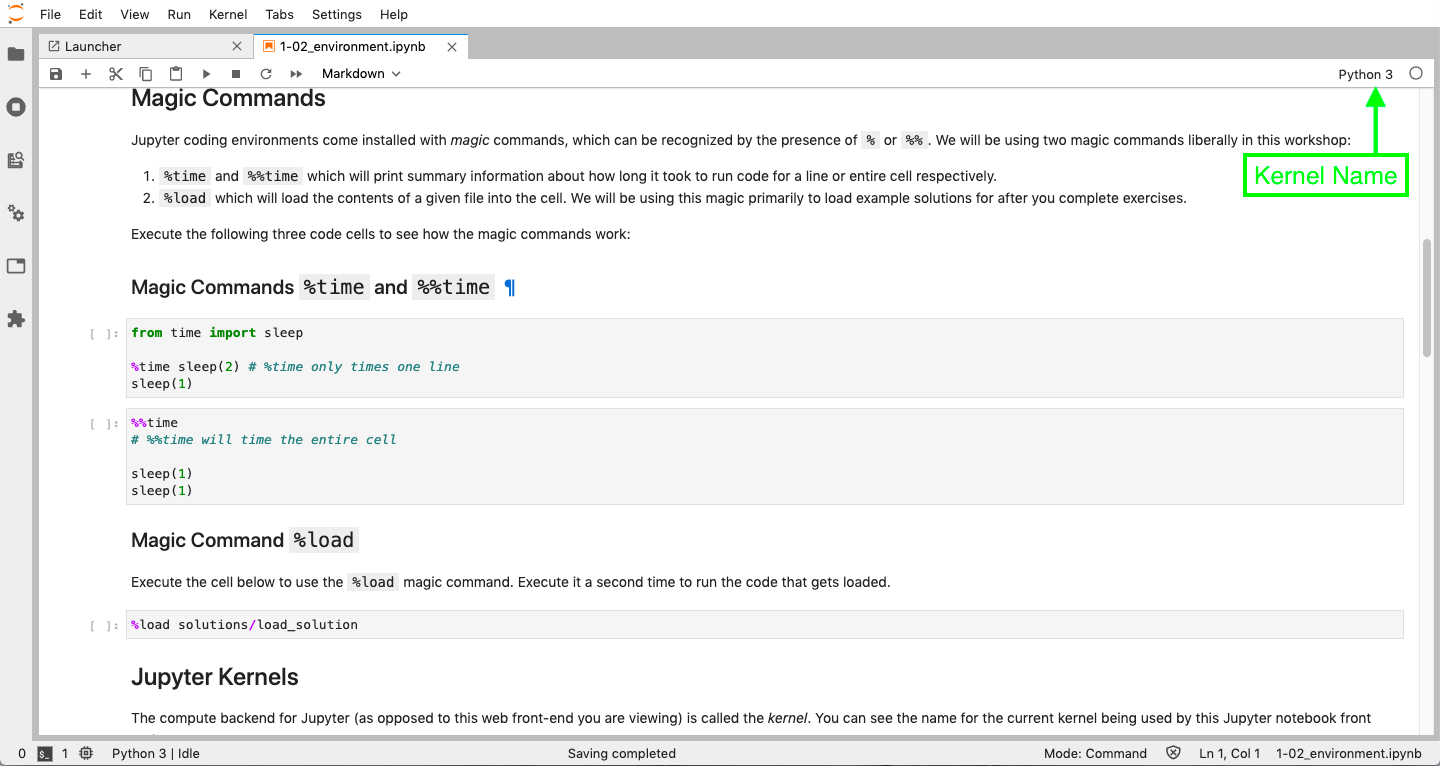 File Edit View Run Kernel Tabs Settings Help
Launcher 1-02_environment.ipynb
Markdown Python 3
Magic Commands
Jupyter coding environments come installed with magic commands, which can be recognized by the presence of % or %%. We will be using two magic commands liberally in this workshop:
Kernel Name
1. %time and %%time which will print summary information about how long it took to run code for a line or entire cell respectively.
2. %load which will load the contents of a given file into the cell. We will be using this magic primarily to load example solutions for after you complete exercises.
Execute the following three code cells to see how the magic commands work:
Magic Commands %time and %%time ¶
[ ]: from time import sleep
%time sleep(2) # %time only times one line
sleep(1)
[ ]: %%time
# %%time will time the entire cell
sleep(1)
sleep(1)
Magic Command %load
Execute the cell below to use the %load magic command. Execute it a second time to run the code that gets loaded.
[ ]: %load solutions/load_solution
Jupyter Kernels
The compute backend for Jupyter (as opposed to this web front-end you are viewing) is called the kernel. You can see the name for the current kernel being used by this Jupyter notebook front
0 $_ 1 Python 3 | Idle Saving completed Mode: Command Ln 1, Col 1 1-02_environment.ipynb